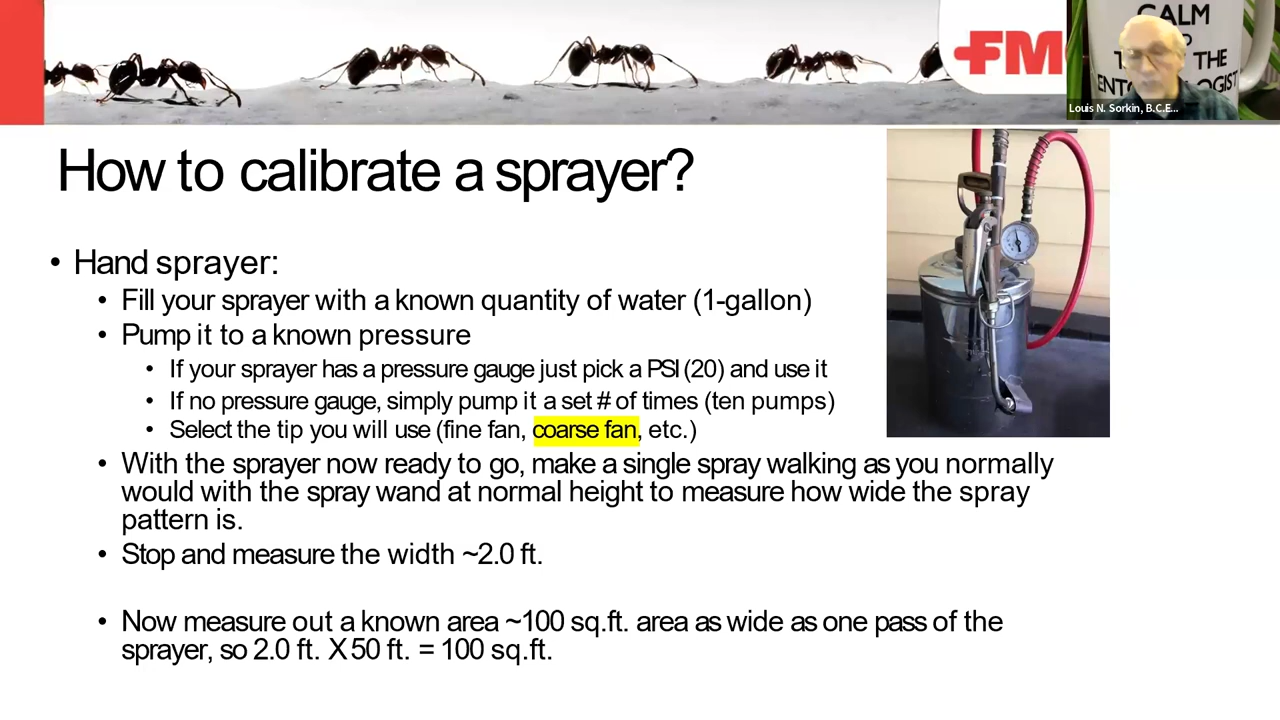 FM
CALM
THE
Louis N. Sorkin, B.C.E...
How to calibrate a sprayer?
• Hand sprayer:
• Fill your sprayer with a known quantity of water (1-gallon)
• Pump it to a known pressure
• If your sprayer has a pressure gauge just pick a PSI (20) and use it
• If no pressure gauge, simply pump it a set # of times (ten pumps)
• Select the tip you will use (fine fan, coarse fan, etc.)
• With the sprayer now ready to go, make a single spray walking as you normally
would with the spray wand at normal height to measure how wide the spray
pattern is.
• Stop and measure the width ~2.0 ft.
• Now measure out a known area ~100 sq.ft. area as wide as one pass of the
sprayer, so 2.0 ft. X 50 ft. = 100 sq.ft.